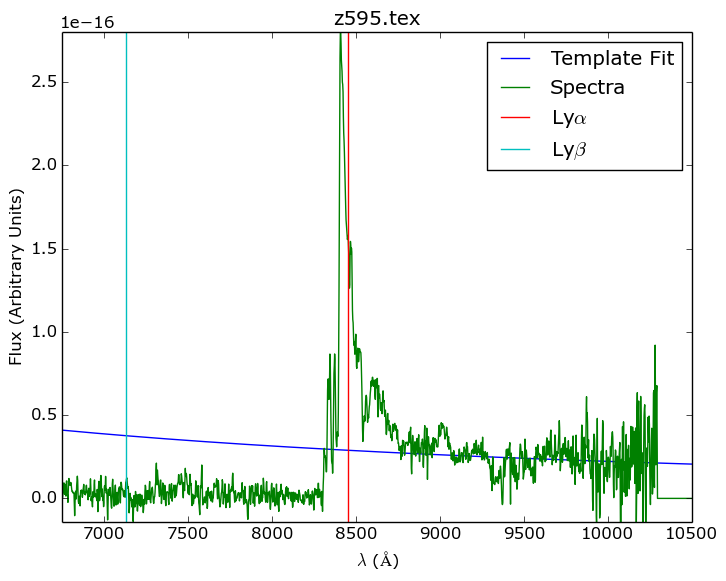 z595.tex
1e−16
Template Fit
Spectra
Lyα
Lyβ
2.5
2.0
1.5
1.0
0.5
0.0
Flux (Arbitrary Units)
7000 7500 8000 8500 9000 9500 10000 10500
λ (Å)